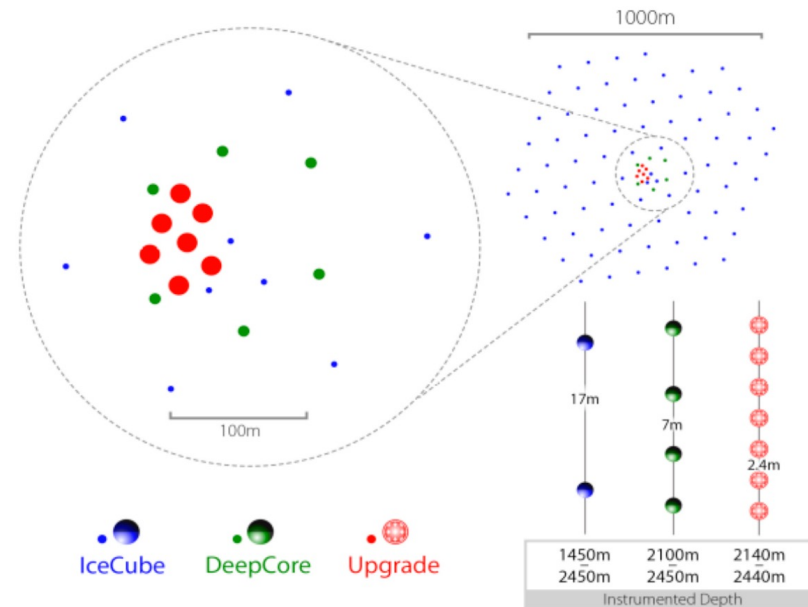 1000m
100m
17m
7m
2.4m
IceCube
DeepCore
Upgrade
1450m
–
2450m
2100m
–
2450m
2140m
–
2440m
Instrumented Depth